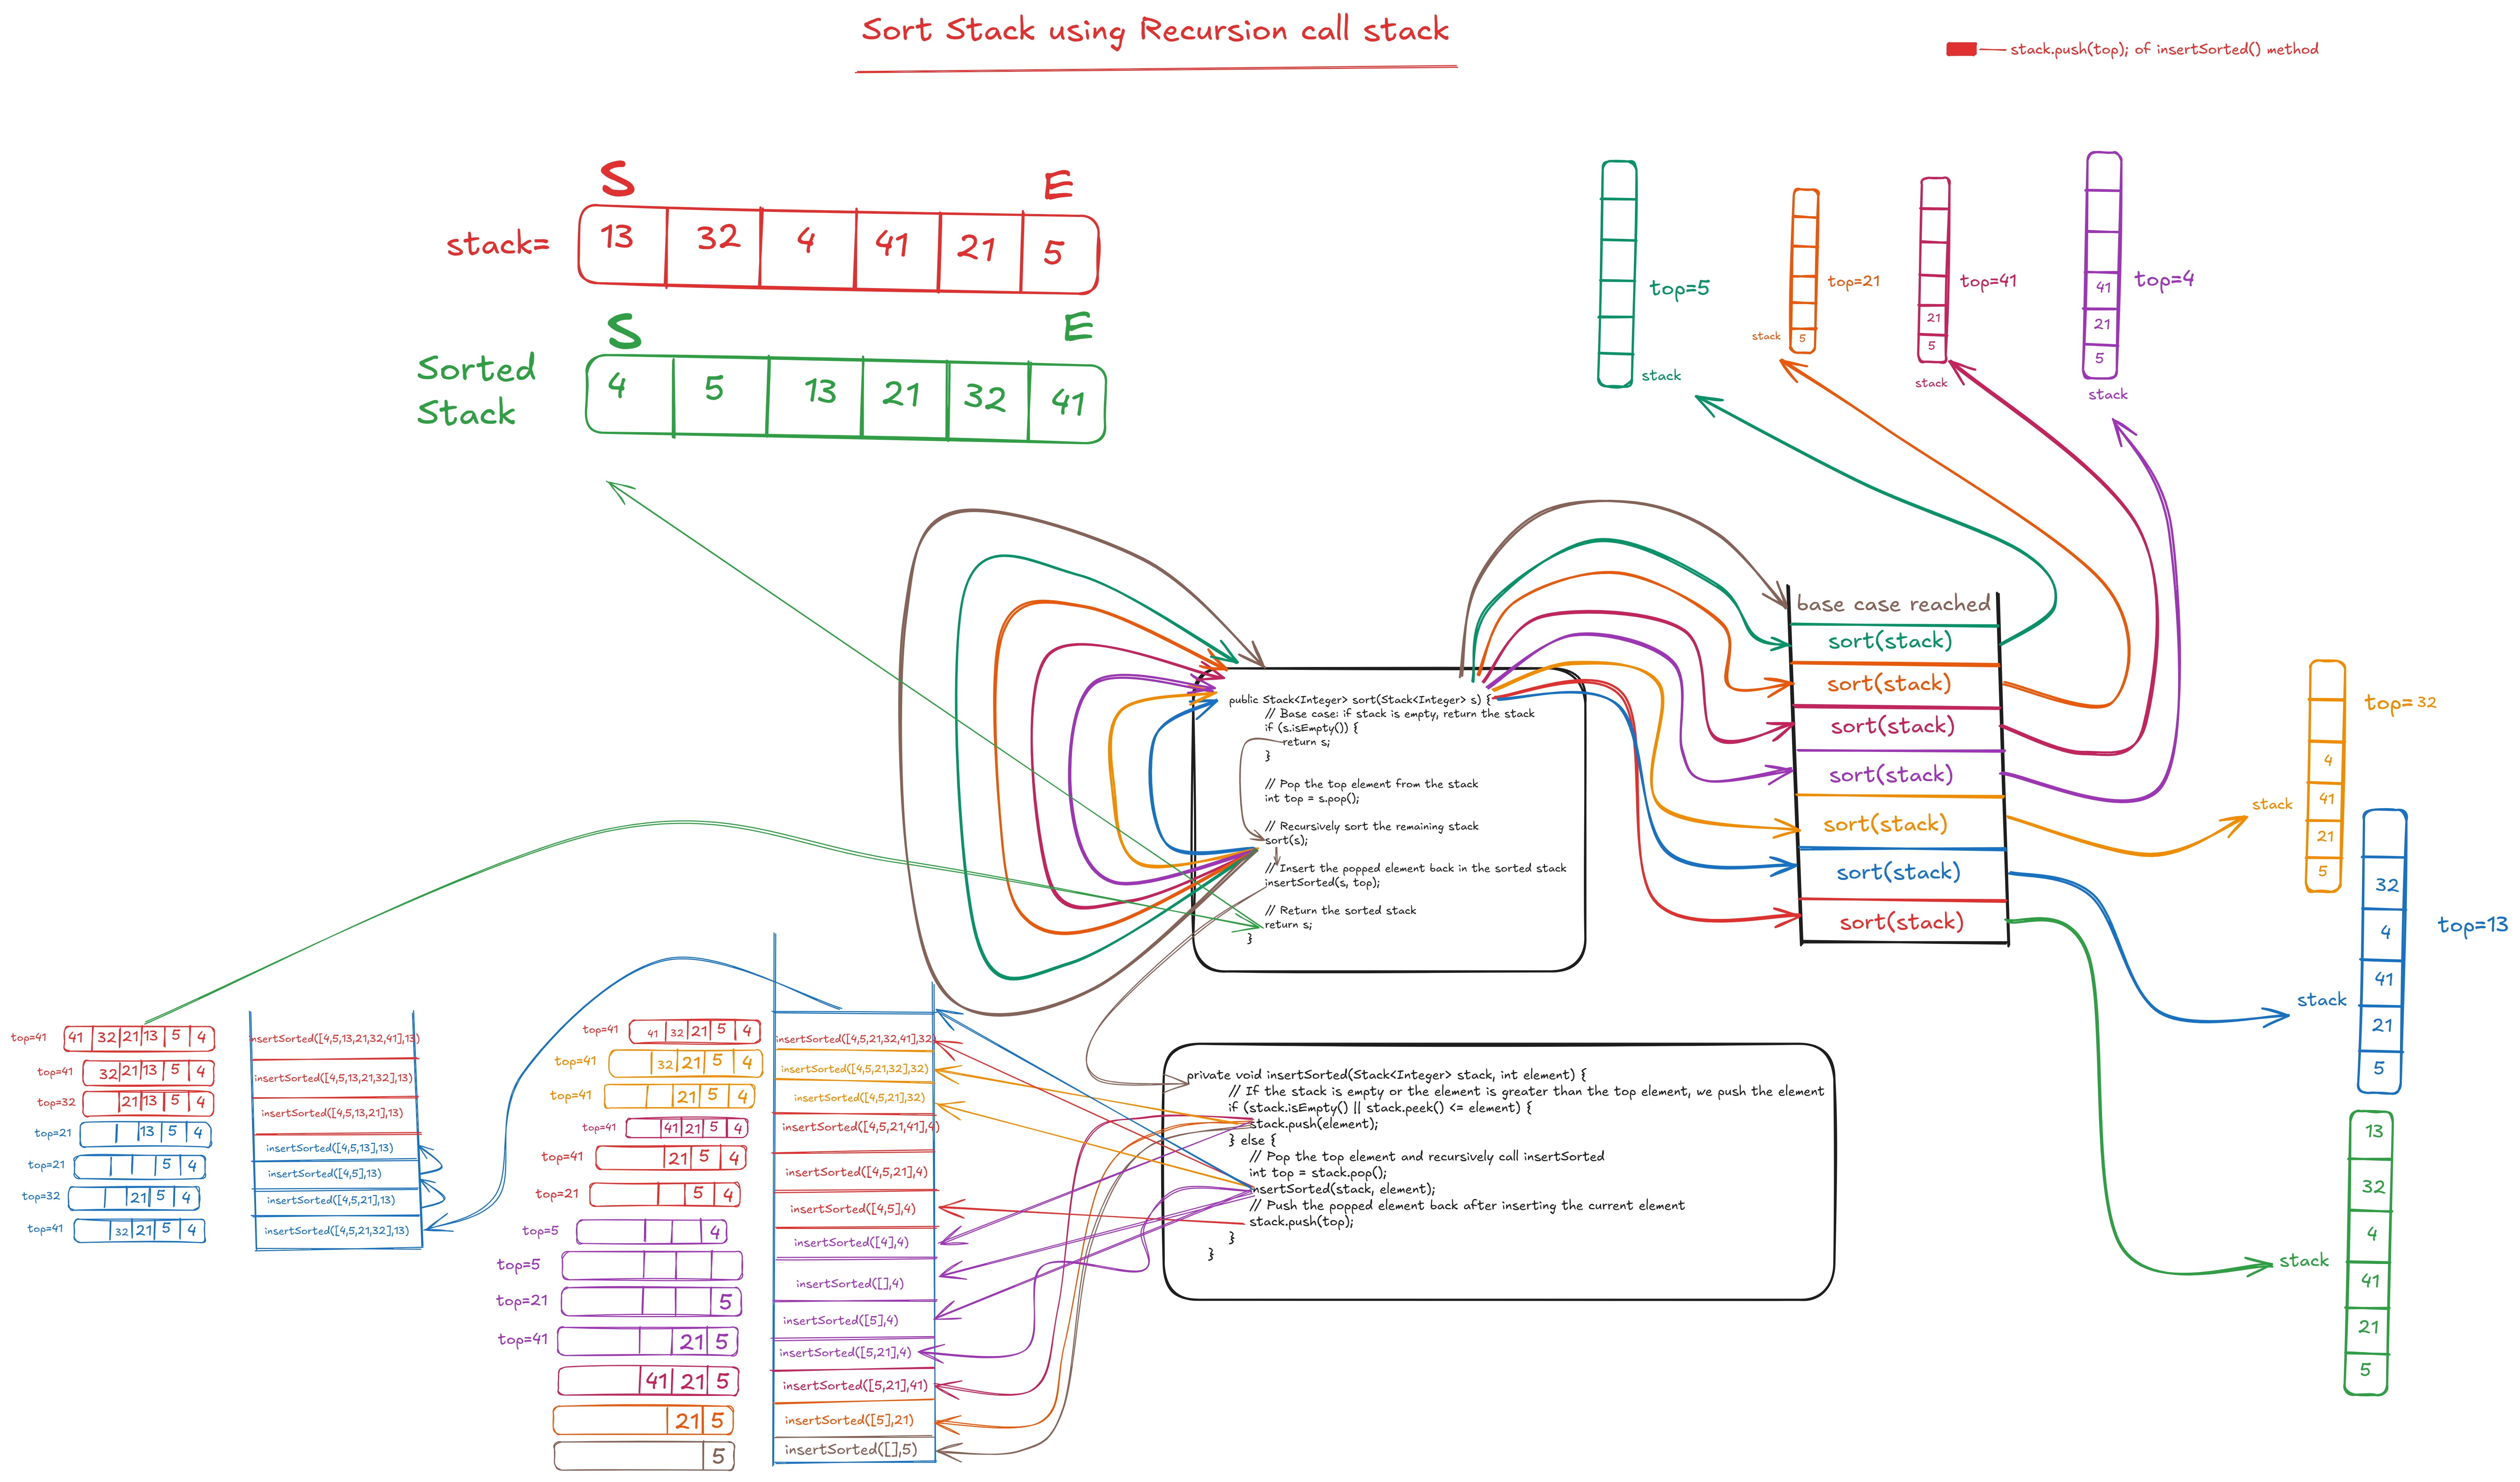 Sort Stack using Recursion call stack
stack.push(top); of insertSorted() method
S E
stack= 13 32 4 41 21 5
S E
Sorted
Stack
4 5 13 21 32 41
top=5
stack
top=21
stack
5
top=41
21
5
stack
top=4
41
21
5
stack
base case reached
sort(stack)
sort(stack)
sort(stack)
sort(stack)
sort(stack)
sort(stack)
sort(stack)
top= 32
stack
4
41
21
5
top=13
stack
32
4
41
21
5
stack
13
32
4
41
21
5
public Stack<Integer> sort(Stack<Integer> s) {
// Base case: if stack is empty, return the stack
if (s.isEmpty()) {
return s;
}
// Pop the top element from the stack
int top = s.pop();
// Recursively sort the remaining stack
sort(s);
// Insert the popped element back in the sorted stack
insertSorted(s, top);
// Return the sorted stack
return s;
}
private void insertSorted(Stack<Integer> stack, int element) {
// If the stack is empty or the element is greater than the top element, we push the element
if (stack.isEmpty() || stack.peek() <= element) {
stack.push(element);
} else {
// Pop the top element and recursively call insertSorted
int top = stack.pop();
insertSorted(stack, element);
// Push the popped element back after inserting the current element
stack.push(top);
}
}
top=41 41 32 21 13 5 4 insertSorted([4,5,13,21,32,41],13)
top=41 32 21 13 5 4 insertSorted([4,5,13,21,32],13)
top=32 21 13 5 4 insertSorted([4,5,13,21],13)
top=21 13 5 4 insertSorted([4,5,13],13)
top=21 5 4 insertSorted([4,5],13)
top=32 21 5 4 insertSorted([4,5,21],13)
top=41 32 21 5 4 insertSorted([4,5,21,32],13)
top=41 41 32 21 5 4 insertSorted([4,5,21,32,41],32)
top=41 32 21 5 4 insertSorted([4,5,21,32],32)
top=41 21 5 4 insertSorted([4,5,21],32)
top=41 41 21 5 4 insertSorted([4,5,21,41],4)
top=41 21 5 4 insertSorted([4,5,21],4)
top=21 5 4 insertSorted([4,5],4)
top=5 4 insertSorted([4],4)
top=5 insertSorted([],4)
top=21 5 insertSorted([5],4)
top=41 21 5 insertSorted([5,21],4)
41 21 5 insertSorted([5,21],41)
21 5 insertSorted([5],21)
5 insertSorted([],5)